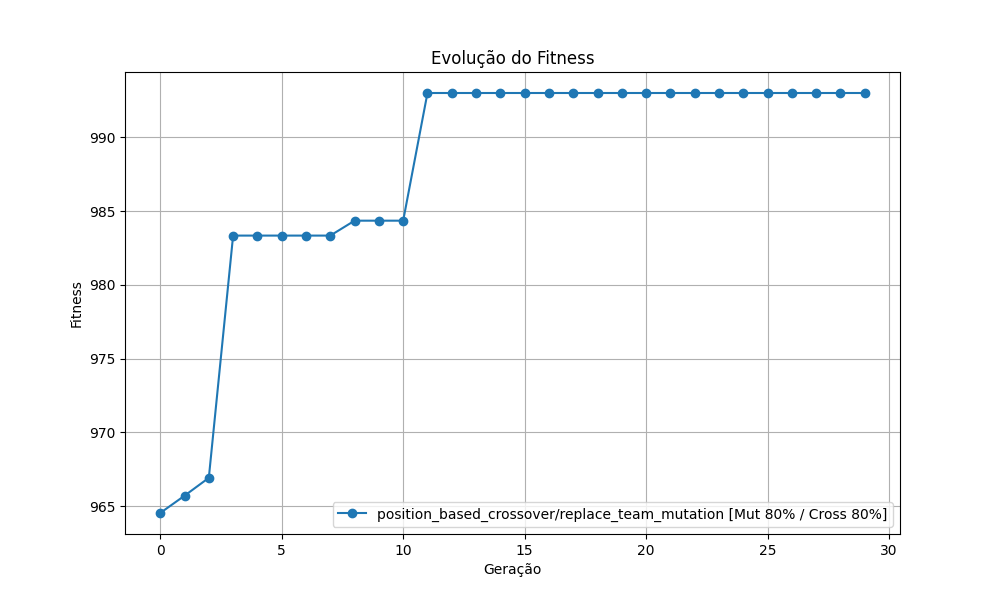 Evolução do Fitness
Fitness
990
985
980
975
970
965
position_based_crossover/replace_team_mutation [Mut 80% / Cross 80%]
0 5 10 15 20 25 30
Geração